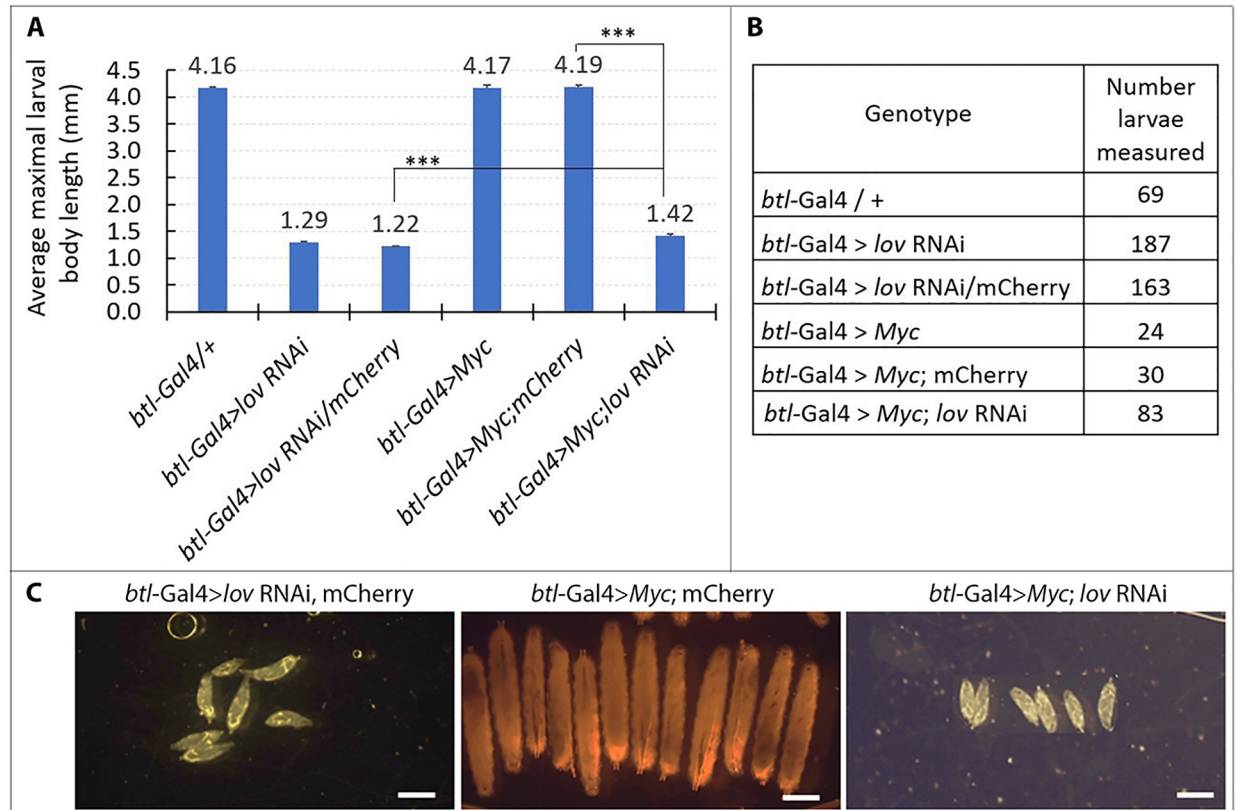 A
Average maximal larval
body length (mm)
4.5
4.0
3.5
3.0
2.5
2.0
1.5
1.0
0.5
0.0
4.16
1.29
1.22
4.17
4.19
1.42
***
***
btl-Gal4/+
btl-Gal4>lov RNAi
btl-Gal4>lov RNAi/mCherry
btl-Gal4>Myc
btl-Gal4>Myc;mCherry
btl-Gal4>Myc;lov RNAi
B
Genotype
Number
larvae
measured
btl-Gal4 / + 69
btl-Gal4 > lov RNAi 187
btl-Gal4 > lov RNAi/mCherry 163
btl-Gal4 > Myc 24
btl-Gal4 > Myc; mCherry 30
btl-Gal4 > Myc; lov RNAi 83
C
btl-Gal4>lov RNAi, mCherry
btl-Gal4>Myc; mCherry
btl-Gal4>Myc; lov RNAi